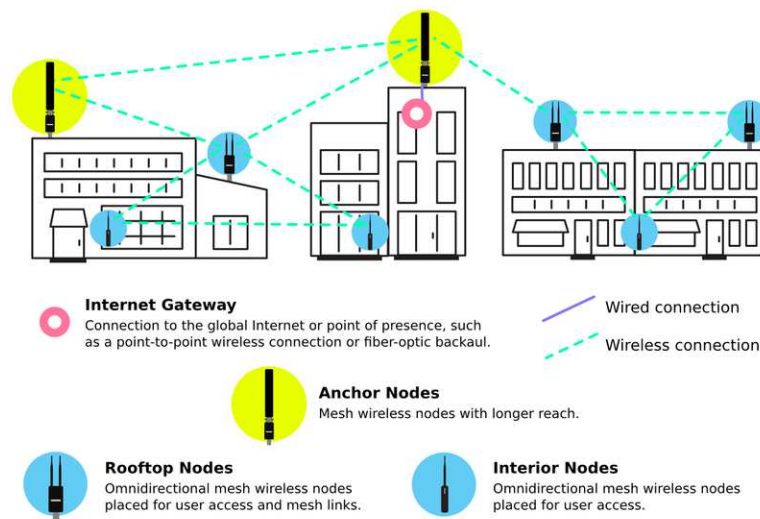 Internet Gateway
Connection to the global Internet or point of presence, such
as a point-to-point wireless connection or fiber-optic backaul.
Wired connection
Wireless connection
Anchor Nodes
Mesh wireless nodes with longer reach.
Rooftop Nodes
Omnidirectional mesh wireless nodes
placed for user access and mesh links.
Interior Nodes
Omnidirectional mesh wireless nodes
placed for user access.